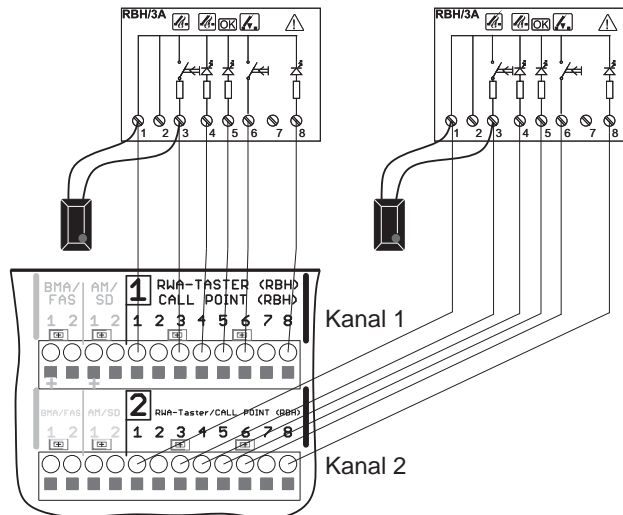 RBH/3A OK
1 2 3 4 5 6 7 8
RBH/3A OK
1 2 3 4 5 6 7 8
BMA/ FAS AM/ SD 1 RWA-TASTER (RBH)
CALL POINT (RBH)
1 2 1 2 1 2 3 4 5 6 7 8
Kanal 1
BMA/FAS AM/SD 2 RWA-Taster/CALL POINT (RBH)
1 2 1 2 1 2 3 4 5 6 7 8
Kanal 2